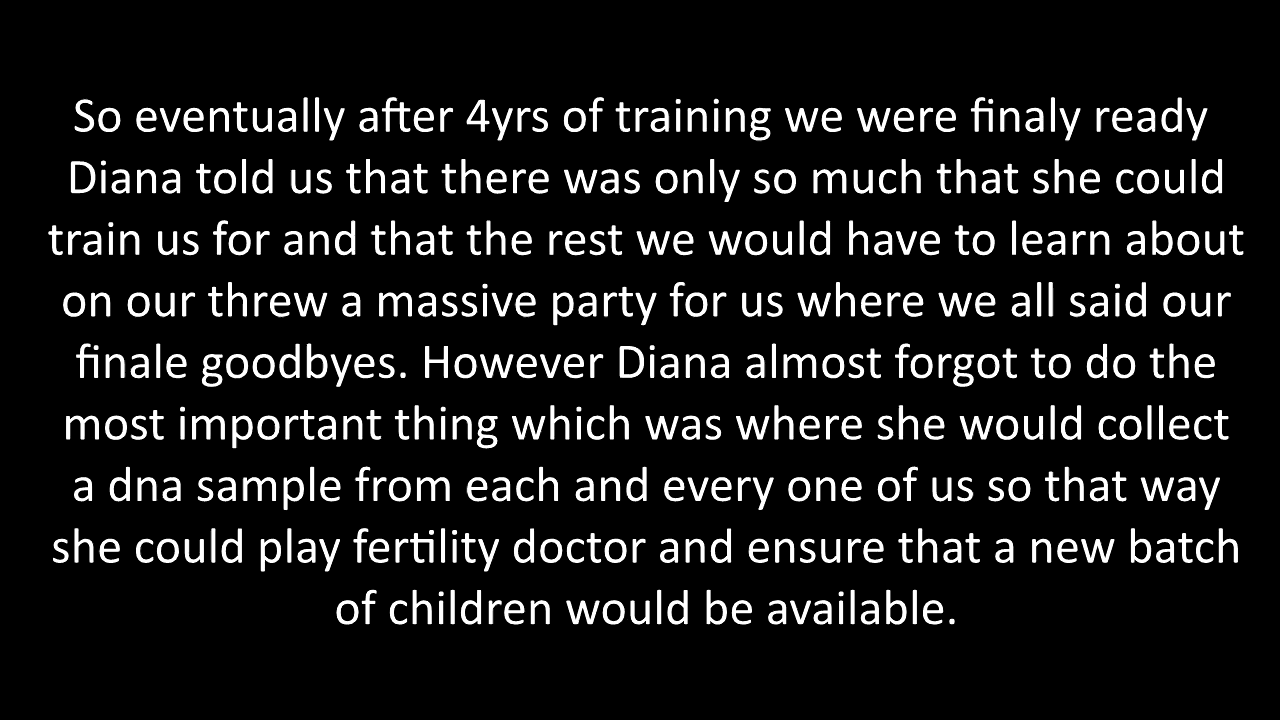 So eventually after 4yrs of training we were finaly ready
Diana told us that there was only so much that she could
train us for and that the rest we would have to learn about
on our threw a massive party for us where we all said our
finale goodbyes. However Diana almost forgot to do the
most important thing which was where she would collect
a dna sample from each and every one of us so that way
she could play fertility doctor and ensure that a new batch
of children would be available.